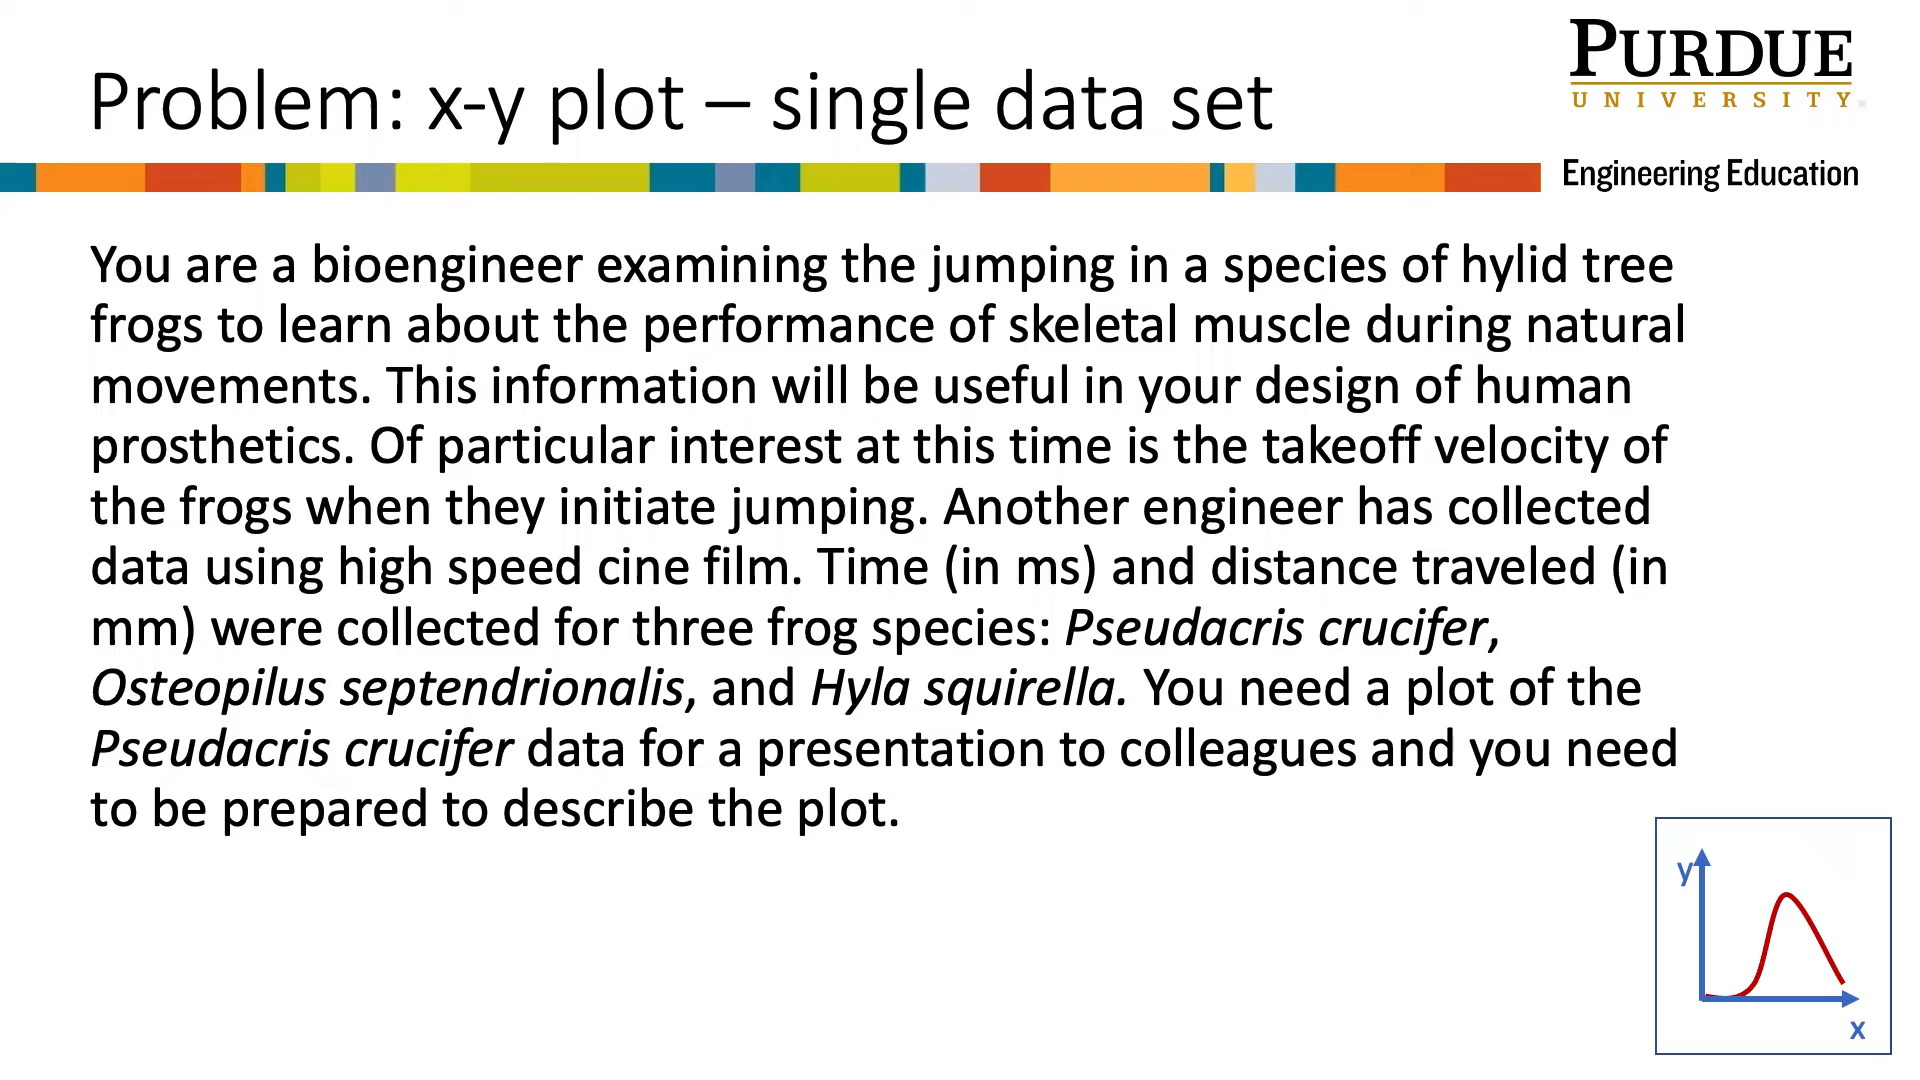 PURDUE
UNIVERSITY®
Problem: x-y plot – single data set
Engineering Education
You are a bioengineer examining the jumping in a species of hylid tree
frogs to learn about the performance of skeletal muscle during natural
movements. This information will be useful in your design of human
prosthetics. Of particular interest at this time is the takeoff velocity of
the frogs when they initiate jumping. Another engineer has collected
data using high speed cine film. Time (in ms) and distance traveled (in
mm) were collected for three frog species: Pseudacris crucifer,
Osteopilus septendrionalis, and Hyla squirella. You need a plot of the
Pseudacris crucifer data for a presentation to colleagues and you need
to be prepared to describe the plot.
y
x